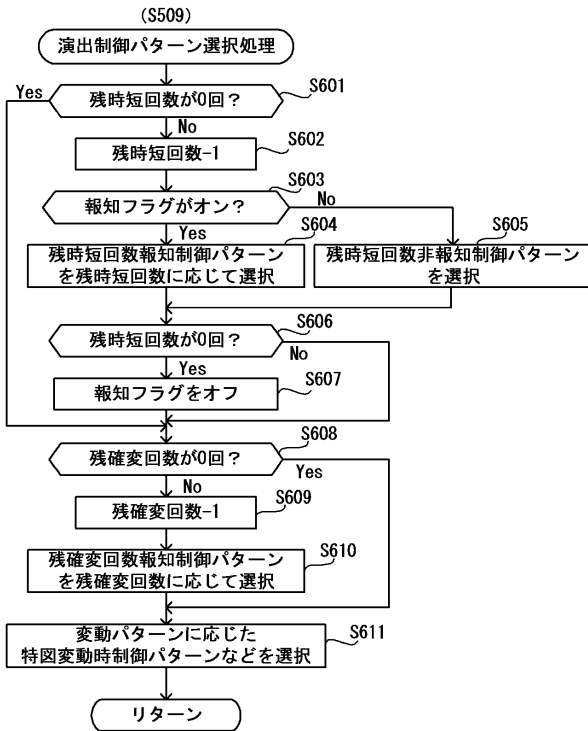 (S509)
演出制御パターン選択処理
残時短回数が0回?
S601
Yes
No
残時短回数-1
S602
報知フラグがオン?
S603
No
Yes
残時短回数報知制御パターン
を残時短回数に応じて選択
S604
残時短回数非報知制御パターン
を選択
S605
残時短回数が0回?
S606
No
Yes
報知フラグをオフ
S607
残確変回数が0回?
S608
Yes
No
残確変回数-1
S609
残確変回数報知制御パターン
を残確変回数に応じて選択
S610
変動パターンに応じた
特図変動時制御パターンなどを選択
S611
リターン